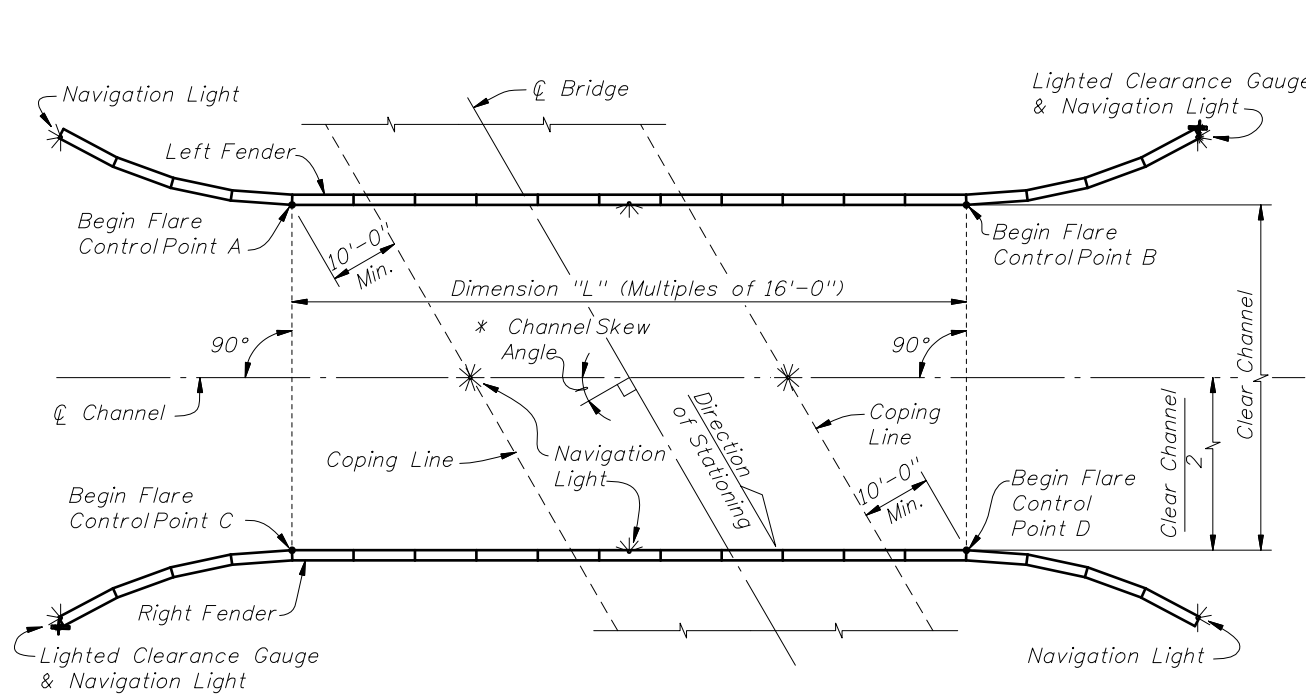 Lighted Clearance Gauge
& Navigation Light
℄ Bridge
Navigation Light
Left Fender
Begin Flare
Control Point A
Begin Flare
Control Point B
10'-0"
Min.
Dimension "L" (Multiples of 16'-0")
* Channel Skew
Angle
90°
90°
Clear Channel
℄ Channel
Direction
of Stationing
Coping
Line
Clear Channel
2
Coping Line
Navigation
Light
10'-0"
Min.
Begin Flare
Control Point C
Begin Flare
Control
Point D
Right Fender
Lighted Clearance Gauge
& Navigation Light
Navigation Light